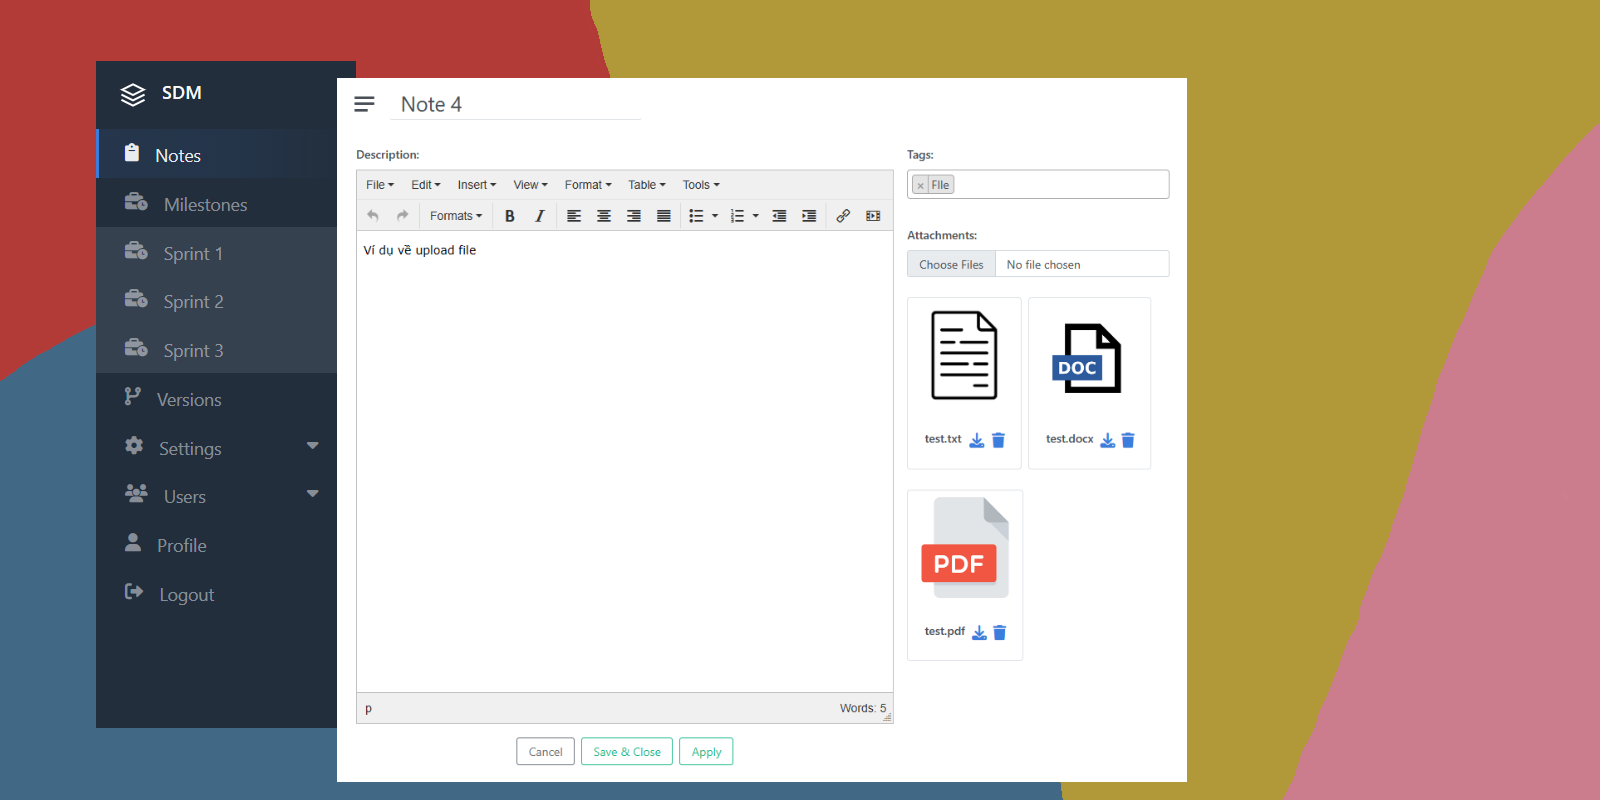 SDM
Notes
Milestones
Sprint 1
Sprint 2
Sprint 3
Versions
Settings
Users
Profile
Logout
Note 4
Description:
File Edit Insert View Format Table Tools
Formats B I
Ví dụ về upload file
p
Words: 5
Cancel Save & Close Apply
Tags:
× FIle
Attachments:
Choose Files No file chosen
DOC
test.txt
test.docx
PDF
test.pdf